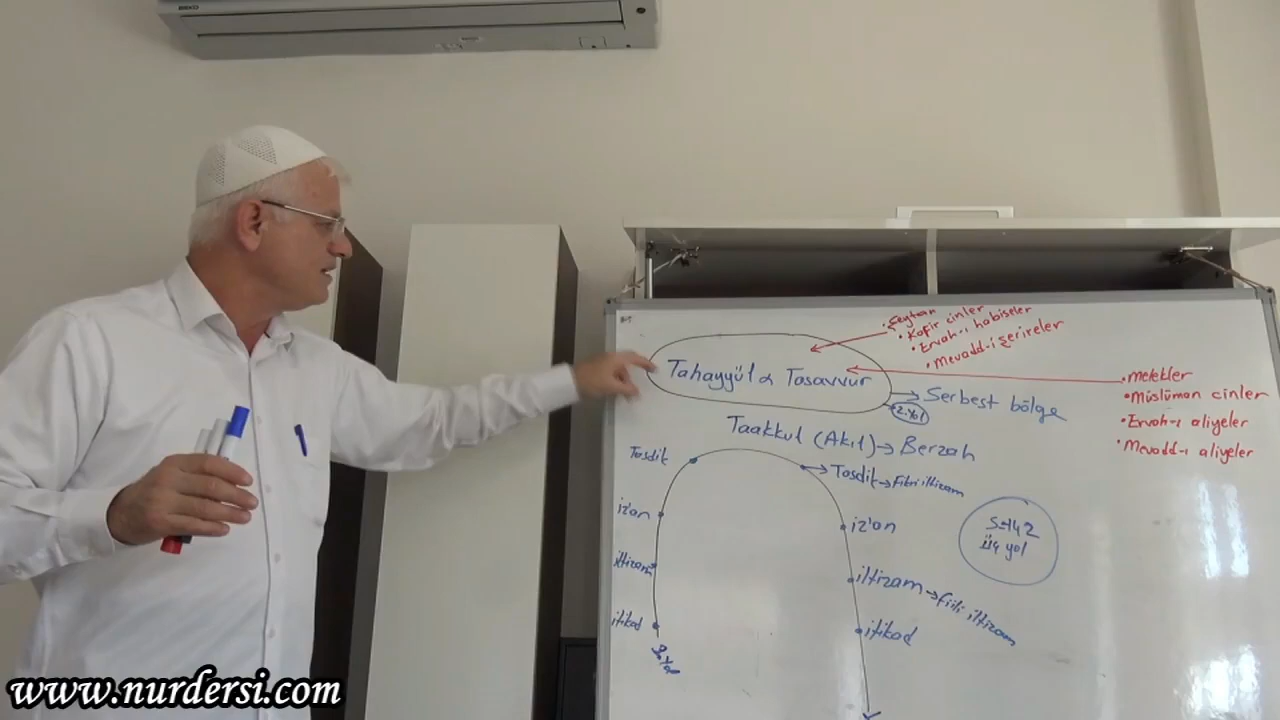 BEKO
• Şeytan
• Kafir cinler
• Ervah-ı habiseler
• Mevadd-ı şerireler
Tahayyül Tasavvur
• Melekler
• Müslüman cinler
• Ervah-ı aliyeler
• Mevadd-ı aliyeler
→ Serbest bölge
2. yol
Taakkul (Akıl) → Berzah
Tasdik
→ Tasdik → Fikri iltizam
iz'an
iz'an
S-142
üç yol
iltizam
iltizam → Fiili iltizam
itikad
itikad
www.nurdersi.com